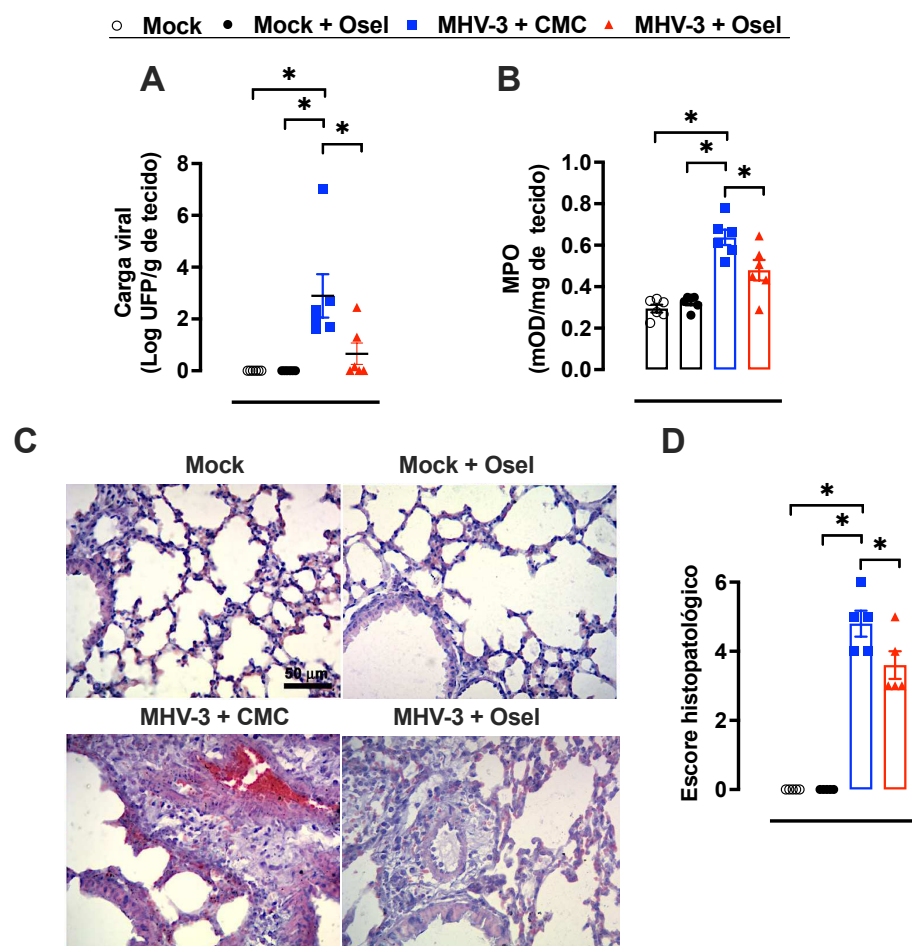 Mock Mock + Osel MHV-3 + CMC MHV-3 + Osel
A
*
*
*
Carga viral
(Log UFP/g de tecido)
8
6
4
2
0
B
*
*
*
MPO
(mOD/mg de tecido)
1.0
0.8
0.6
0.4
0.2
0.0
C
Mock
Mock + Osel
50 µm
MHV-3 + CMC
MHV-3 + Osel
D
*
*
*
Escore histopatológico
6
4
2
0